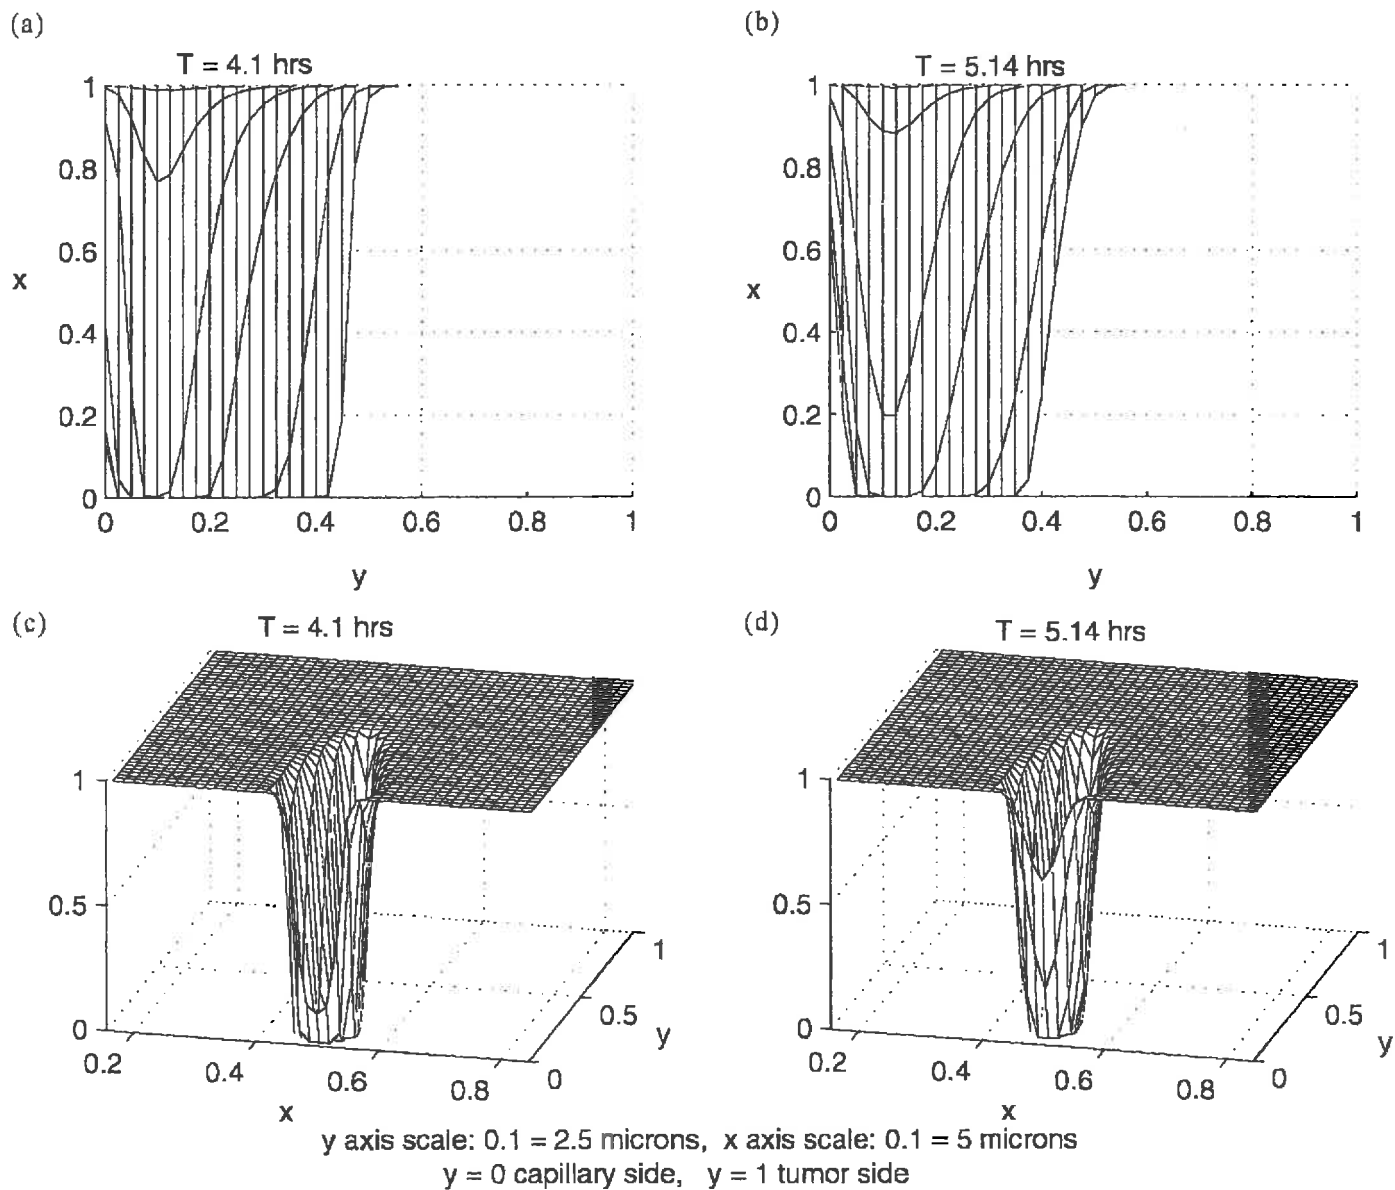 (a)
T = 4.1 hrs
1
0.8
0.6
x
0.4
0.2
0
0 0.2 0.4 0.6 0.8 1
y
(b)
T = 5.14 hrs
1
0.8
0.6
x
0.4
0.2
0
0 0.2 0.4 0.6 0.8 1
y
(c)
T = 4.1 hrs
1
0.5
0
0.2 0.4 0.6 0.8
x
0 0.5 1
y
(d)
T = 5.14 hrs
1
0.5
0
0.2 0.4 0.6 0.8
x
0 0.5 1
y
y axis scale: 0.1 = 2.5 microns, x axis scale: 0.1 = 5 microns
y = 0 capillary side, y = 1 tumor side